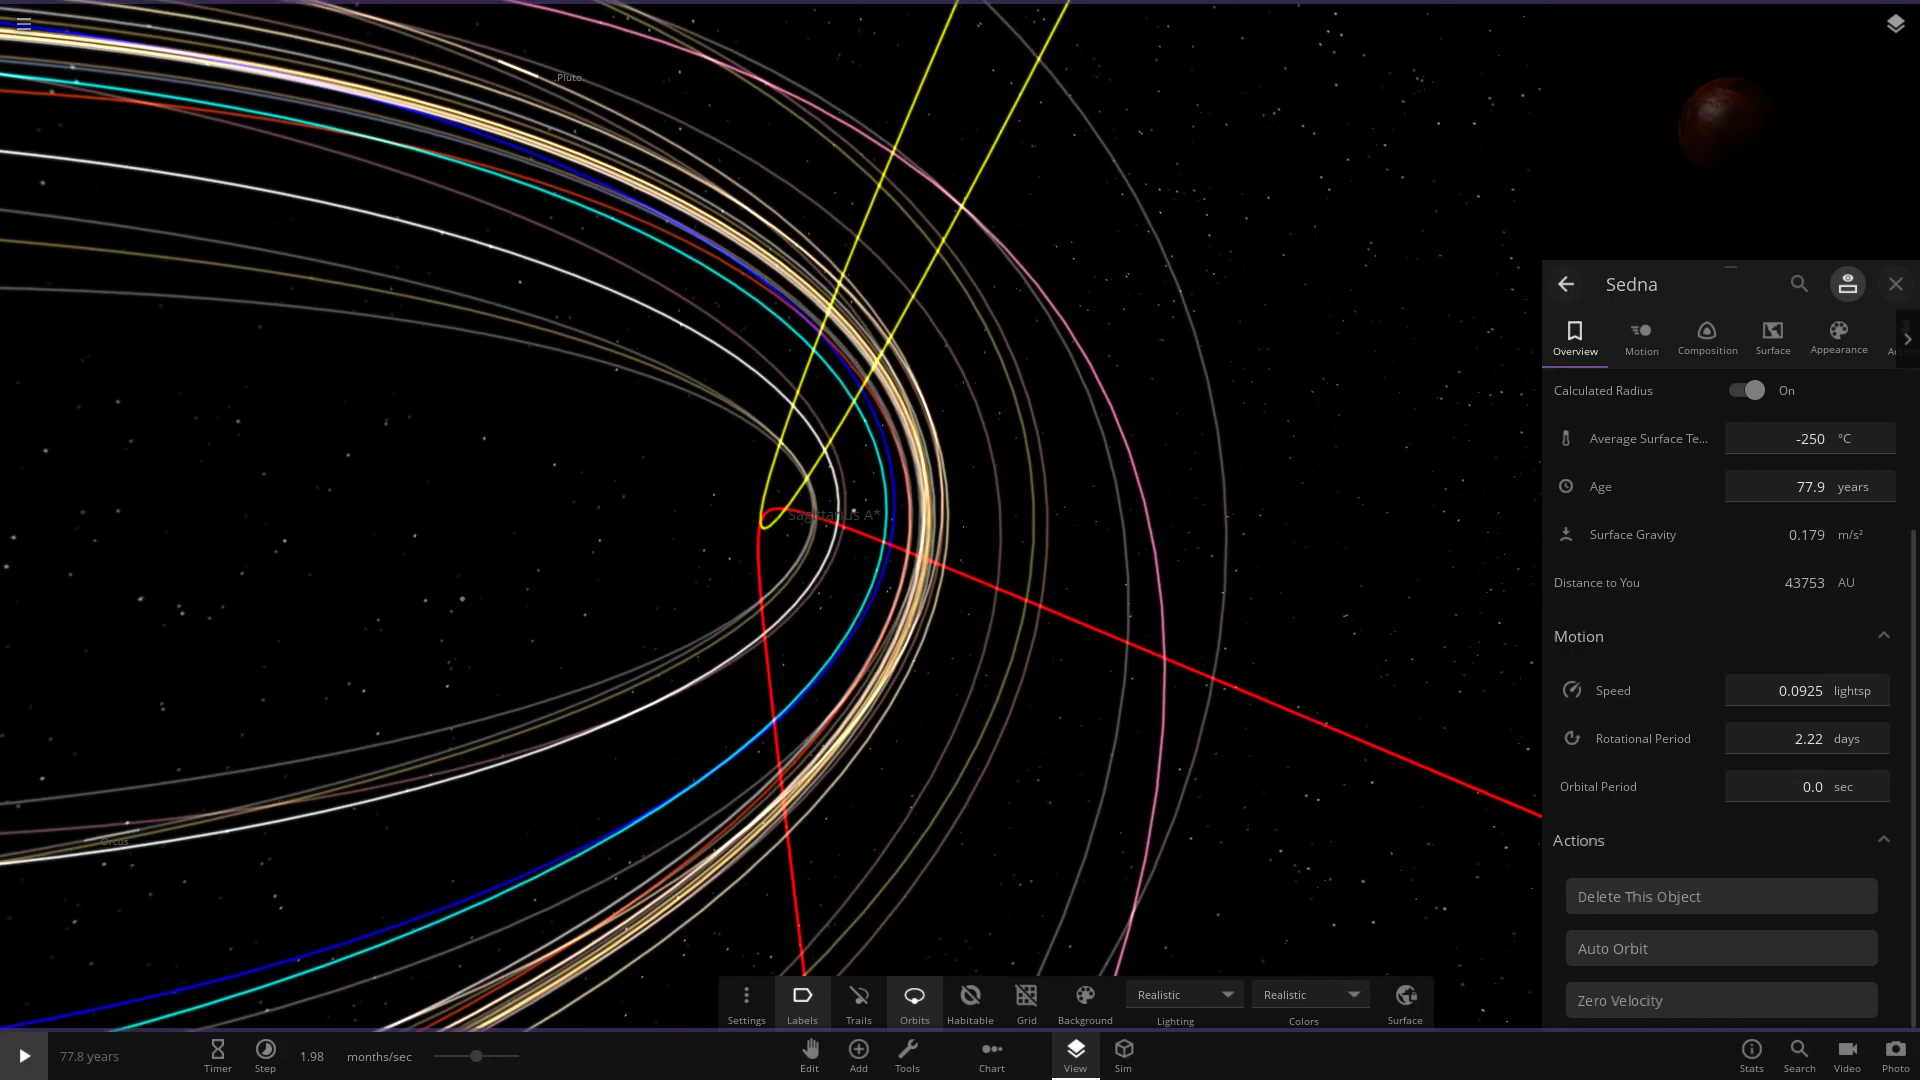 Pluto
Sagittarius A*
Orcus
Sedna
Overview
Motion
Composition
Surface
Appearance
Calculated Radius On
Average Surface Te... -250 °C
Age 77.9 years
Surface Gravity 0.179 m/s²
Distance to You 43753 AU
Motion
Speed 0.0925 lightsp
Rotational Period 2.22 days
Orbital Period 0.0 sec
Actions
Delete This Object
Auto Orbit
Zero Velocity
Settings
Labels
Trails
Orbits
Habitable
Grid
Background
Realistic
Lighting
Realistic
Colors
Surface
77.8 years
Timer
Step
1.98 months/sec
Edit
Add
Tools
Chart
View
Sim
Stats
Search
Video
Photo